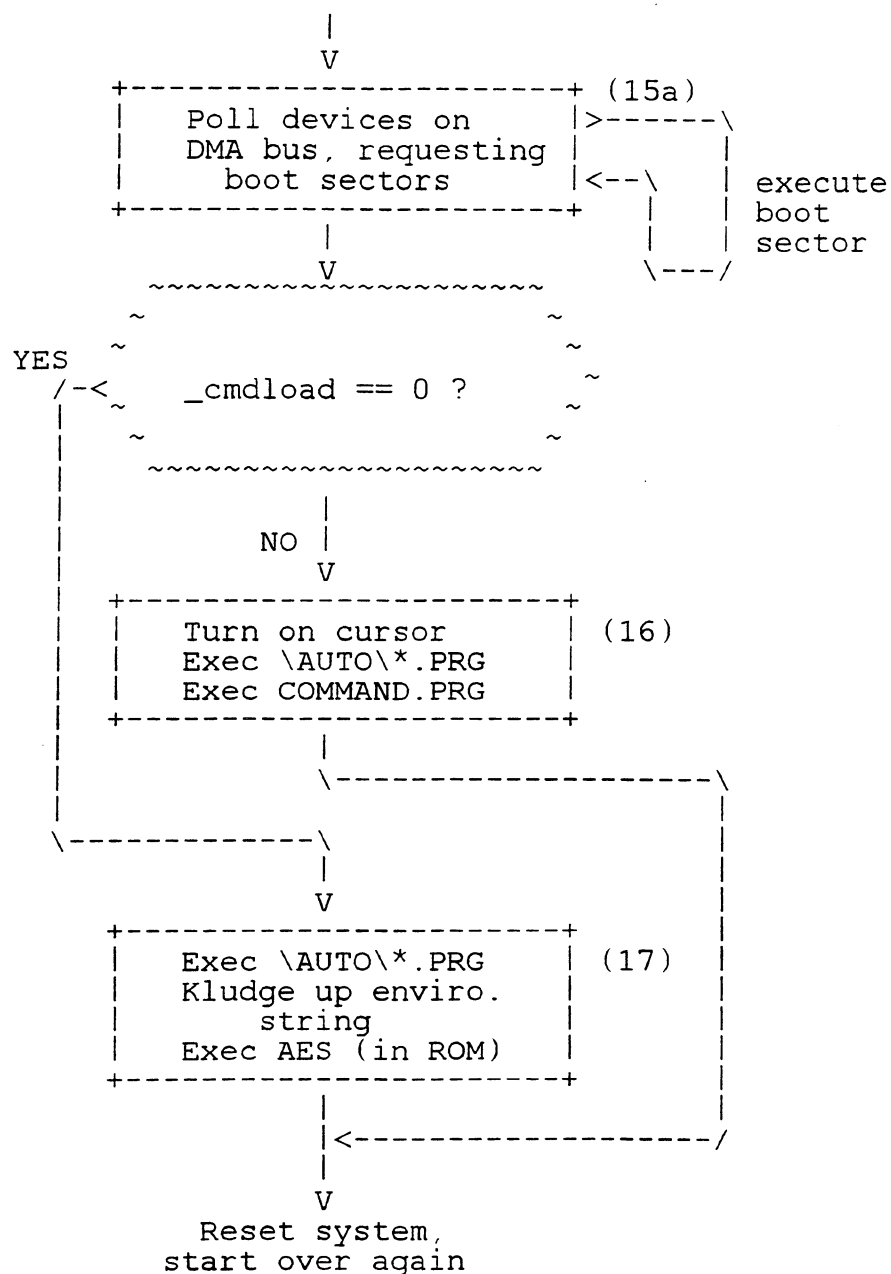 (15a)
Poll devices on
DMA bus, requesting
boot sectors
execute
boot
sector
YES
_cmdload == 0 ?
NO
Turn on cursor
Exec \AUTO\*.PRG
Exec COMMAND.PRG
(16)
Exec \AUTO\*.PRG
Kludge up enviro.
string
Exec AES (in ROM)
(17)
Reset system,
start over again